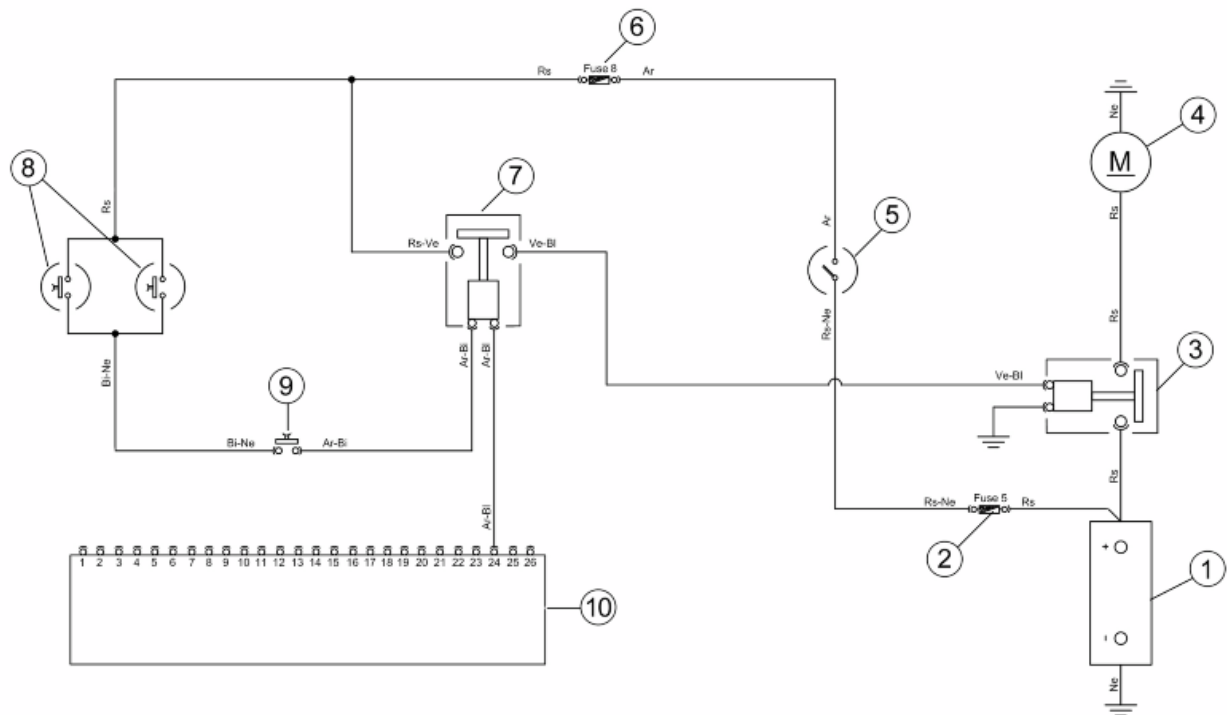 6
Rs
Fuse 8
Ar
Ne
4
M
8
7
Rs
Rs
Ar
5
Rs-Ve
Ve-Bl
Rs-Ne
Rs
3
Bi-Ne
Ar-Bi
Ar-Bl
Ve-Bl
9
Bi-Ne
Ar-Bi
Rs
Rs-Ne
Fuse 5
Rs
Ar-Bl
2
+
1 2 3 4 5 6 7 8 9 10 11 12 13 14 15 16 17 18 19 20 21 22 23 24 25 26
1
10
-
Ne